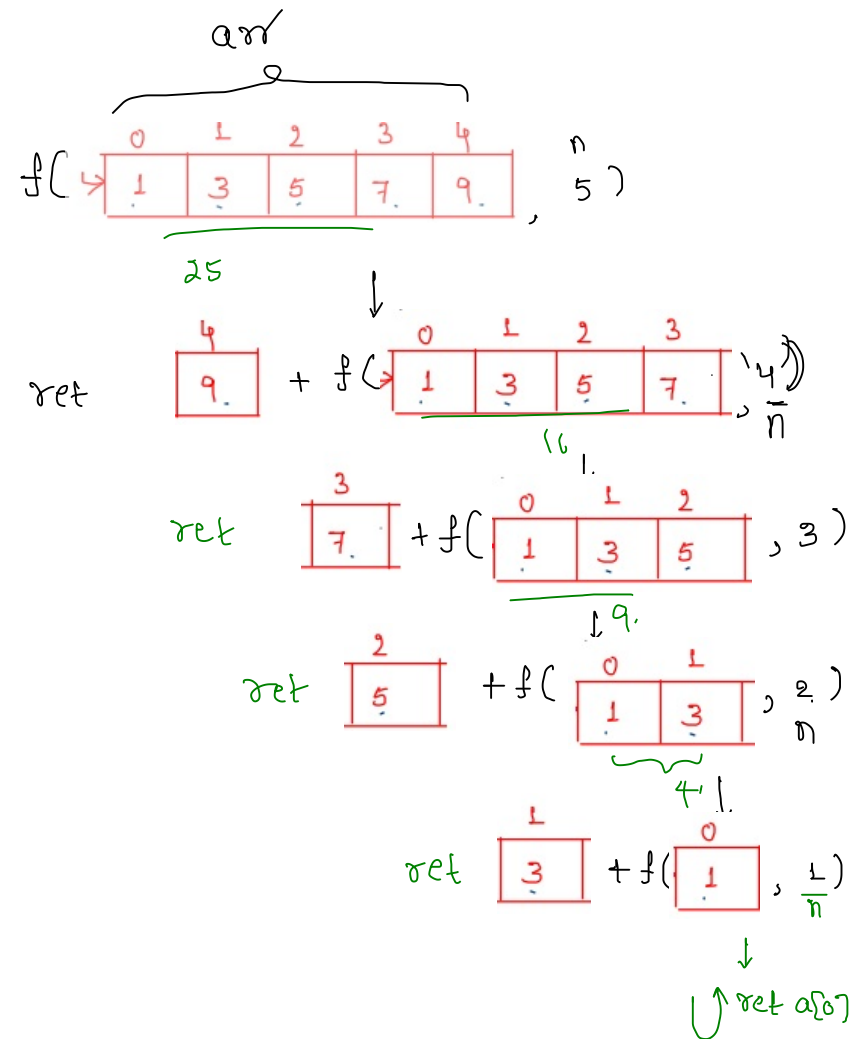 arr
0 1 2 3 4 n
f( 1 3 5 7 9 , 5 )
25
4 0 1 2 3
ret 9 + f( 1 3 5 7 , 4 )
n
16
3 0 1 2
ret 7 + f( 1 3 5 , 3 )
9.
2 0 1
ret 5 + f( 1 3 , 2 )
n
4
1 0
ret 3 + f( 1 , 1 )
n
ret a[0]